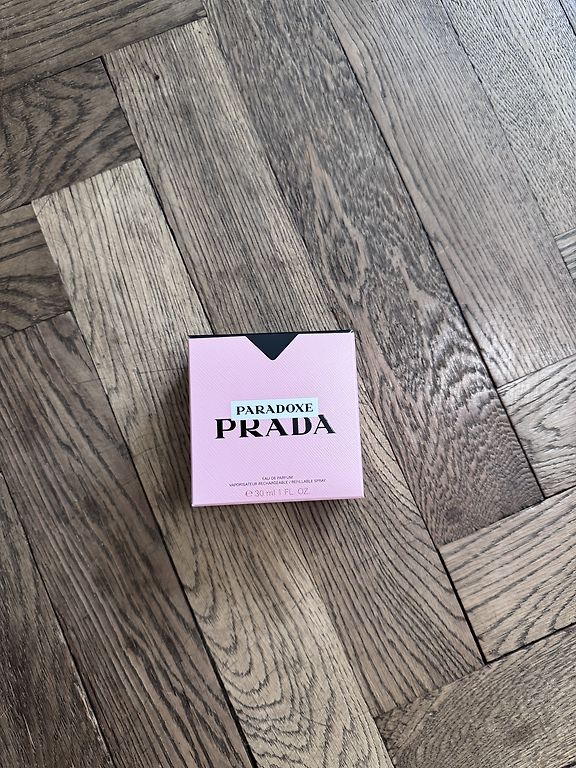 PARADOXE
PRADA
EAU DE PARFUM
VAPORISATEUR RECHARGEABLE / REFILLABLE SPRAY
℮ 30 ml 1 FL. OZ.